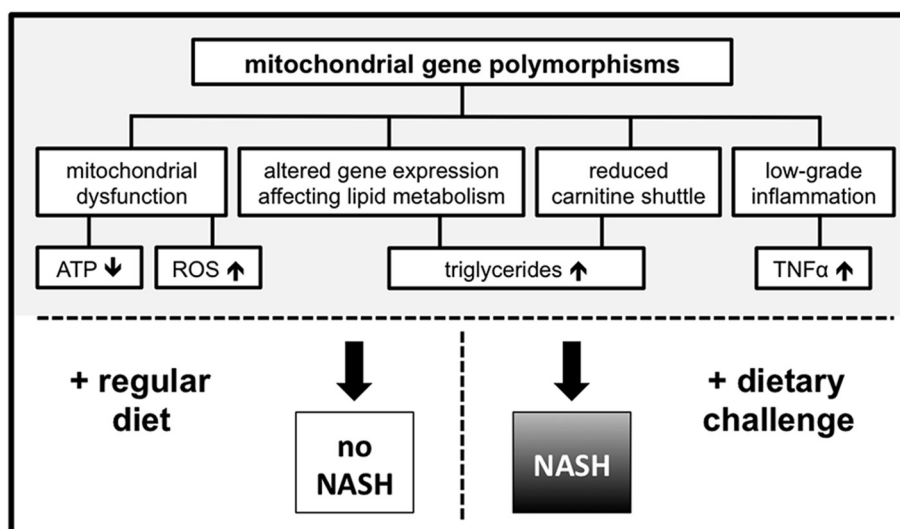 mitochondrial gene polymorphisms
mitochondrial
dysfunction
altered gene expression
affecting lipid metabolism
reduced
carnitine shuttle
low-grade
inflammation
ATP ↓
ROS ↑
triglycerides ↑
TNFα ↑
+ regular
diet
no
NASH
NASH
+ dietary
challenge